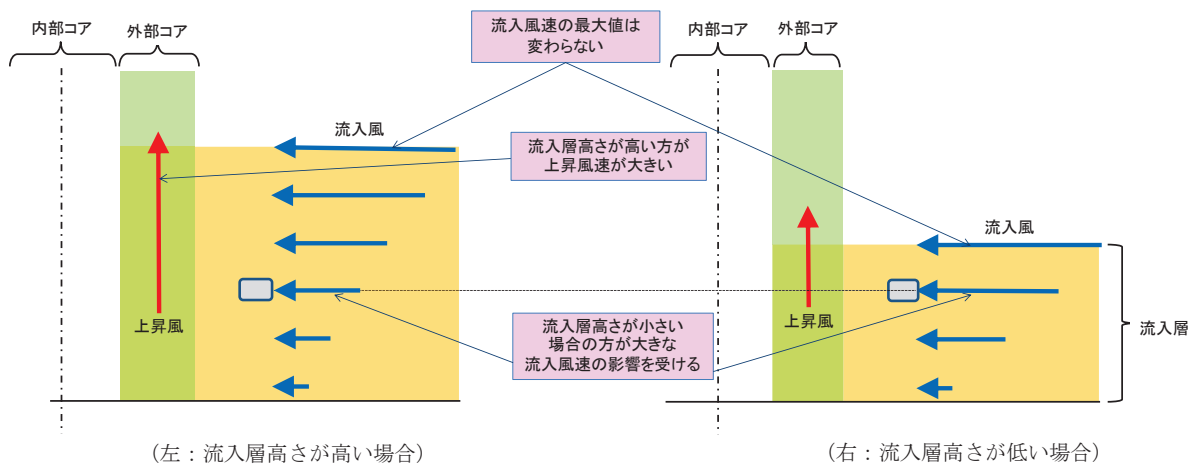 内部コア
外部コア
流入風速の最大値は
変わらない
内部コア
外部コア
流入風
流入層高さが高い方が
上昇風速が大きい
流入風
上昇風
流入層高さが小さい
場合の方が大きな
流入風速の影響を受ける
上昇風
流入層
(左：流入層高さが高い場合)
(右：流入層高さが低い場合)